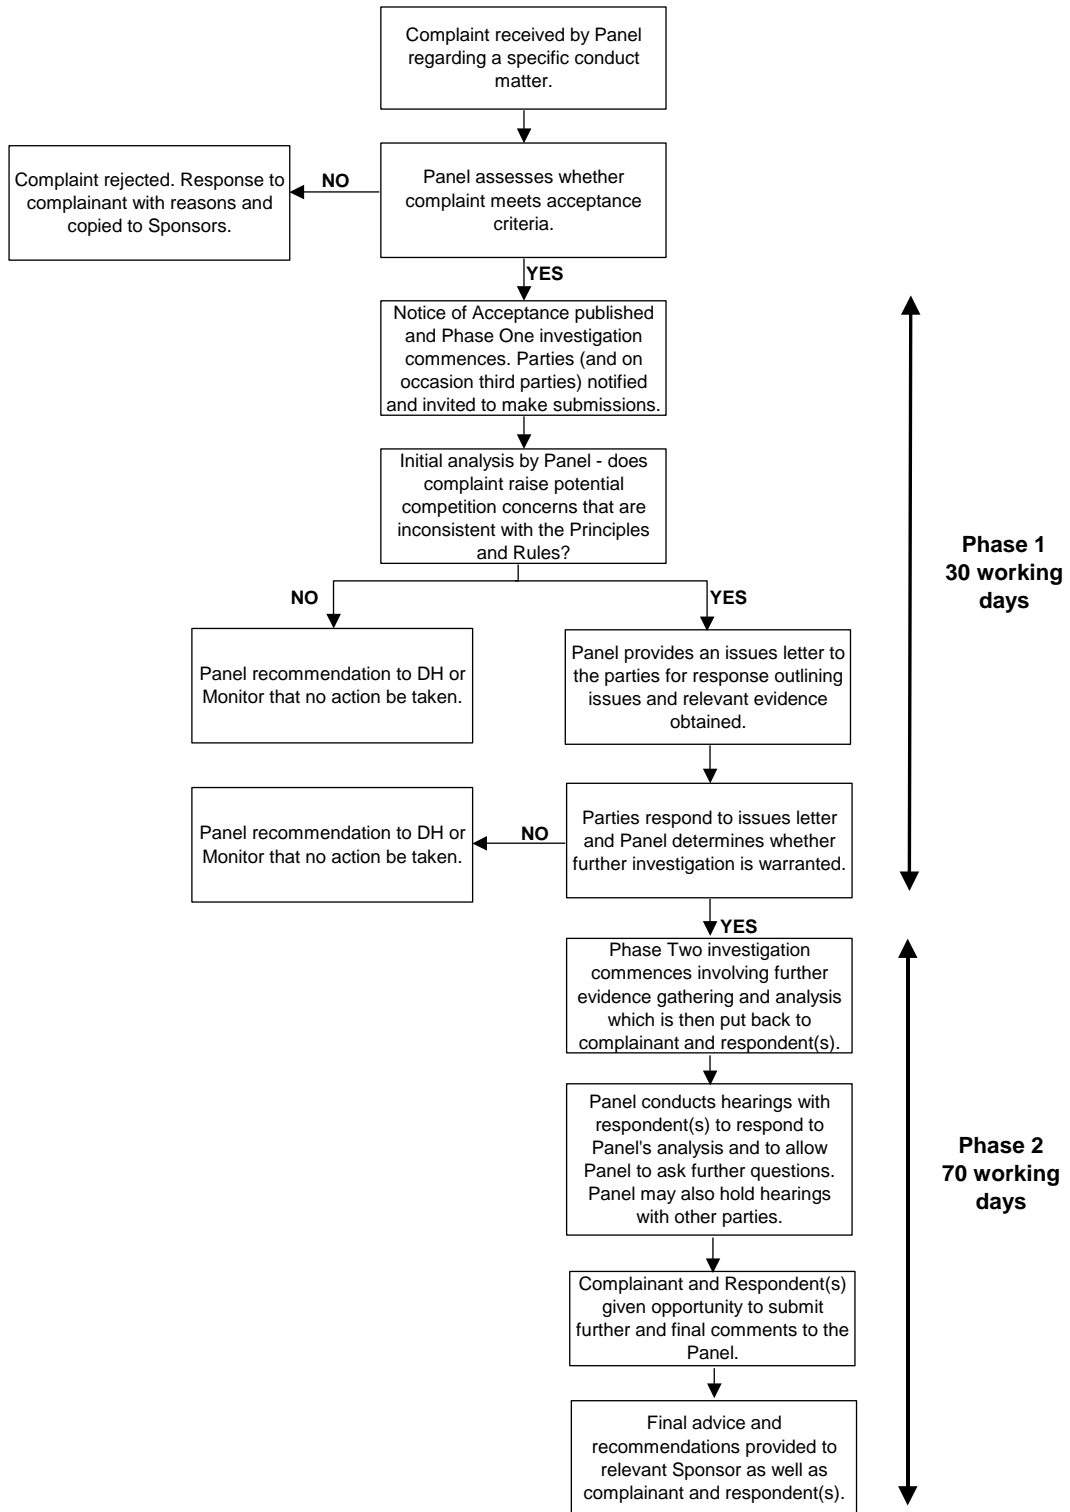 Complaint received by Panel
regarding a specific conduct
matter.
Complaint rejected. Response to
complainant with reasons and
copied to Sponsors.
NO
Panel assesses whether
complaint meets acceptance
criteria.
YES
Notice of Acceptance published
and Phase One investigation
commences. Parties (and on
occasion third parties) notified
and invited to make submissions.
Initial analysis by Panel - does
complaint raise potential
competition concerns that are
inconsistent with the Principles
and Rules?
Phase 1
30 working
days
NO
YES
Panel recommendation to DH or
Monitor that no action be taken.
Panel provides an issues letter to
the parties for response outlining
issues and relevant evidence
obtained.
Panel recommendation to DH or
Monitor that no action be taken.
NO
Parties respond to issues letter
and Panel determines whether
further investigation is warranted.
YES
Phase Two investigation
commences involving further
evidence gathering and analysis
which is then put back to
complainant and respondent(s).
Panel conducts hearings with
respondent(s) to respond to
Panel's analysis and to allow
Panel to ask further questions.
Panel may also hold hearings
with other parties.
Phase 2
70 working
days
Complainant and Respondent(s)
given opportunity to submit
further and final comments to the
Panel.
Final advice and
recommendations provided to
relevant Sponsor as well as
complainant and respondent(s).